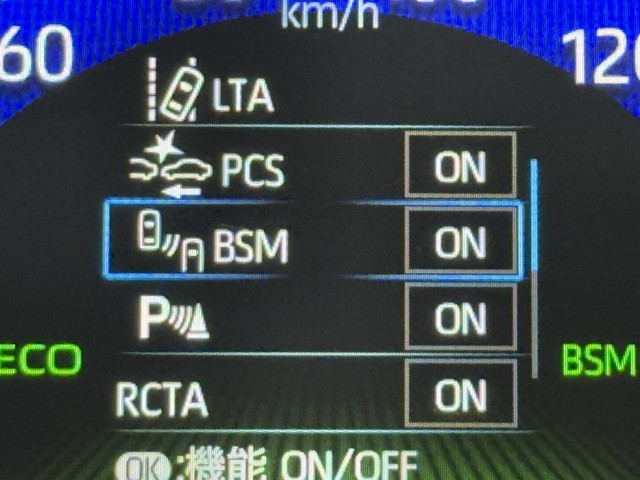 km/h
60
120
LTA
PCS ON
BSM ON
P ON
ECO
BSM
RCTA ON
OK:機能 ON/OFF